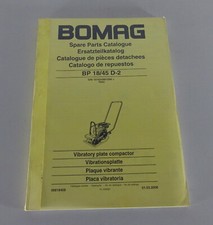 BOMAG
Spare Parts Catalogue
Ersatzteilkatalog
Catalogue de pièces detachees
Catalogo de repuestos
BP 18/45 D-2
Vibratory plate compactor
Vibrationsplatte
Plaque vibrante
Placa vibratoria